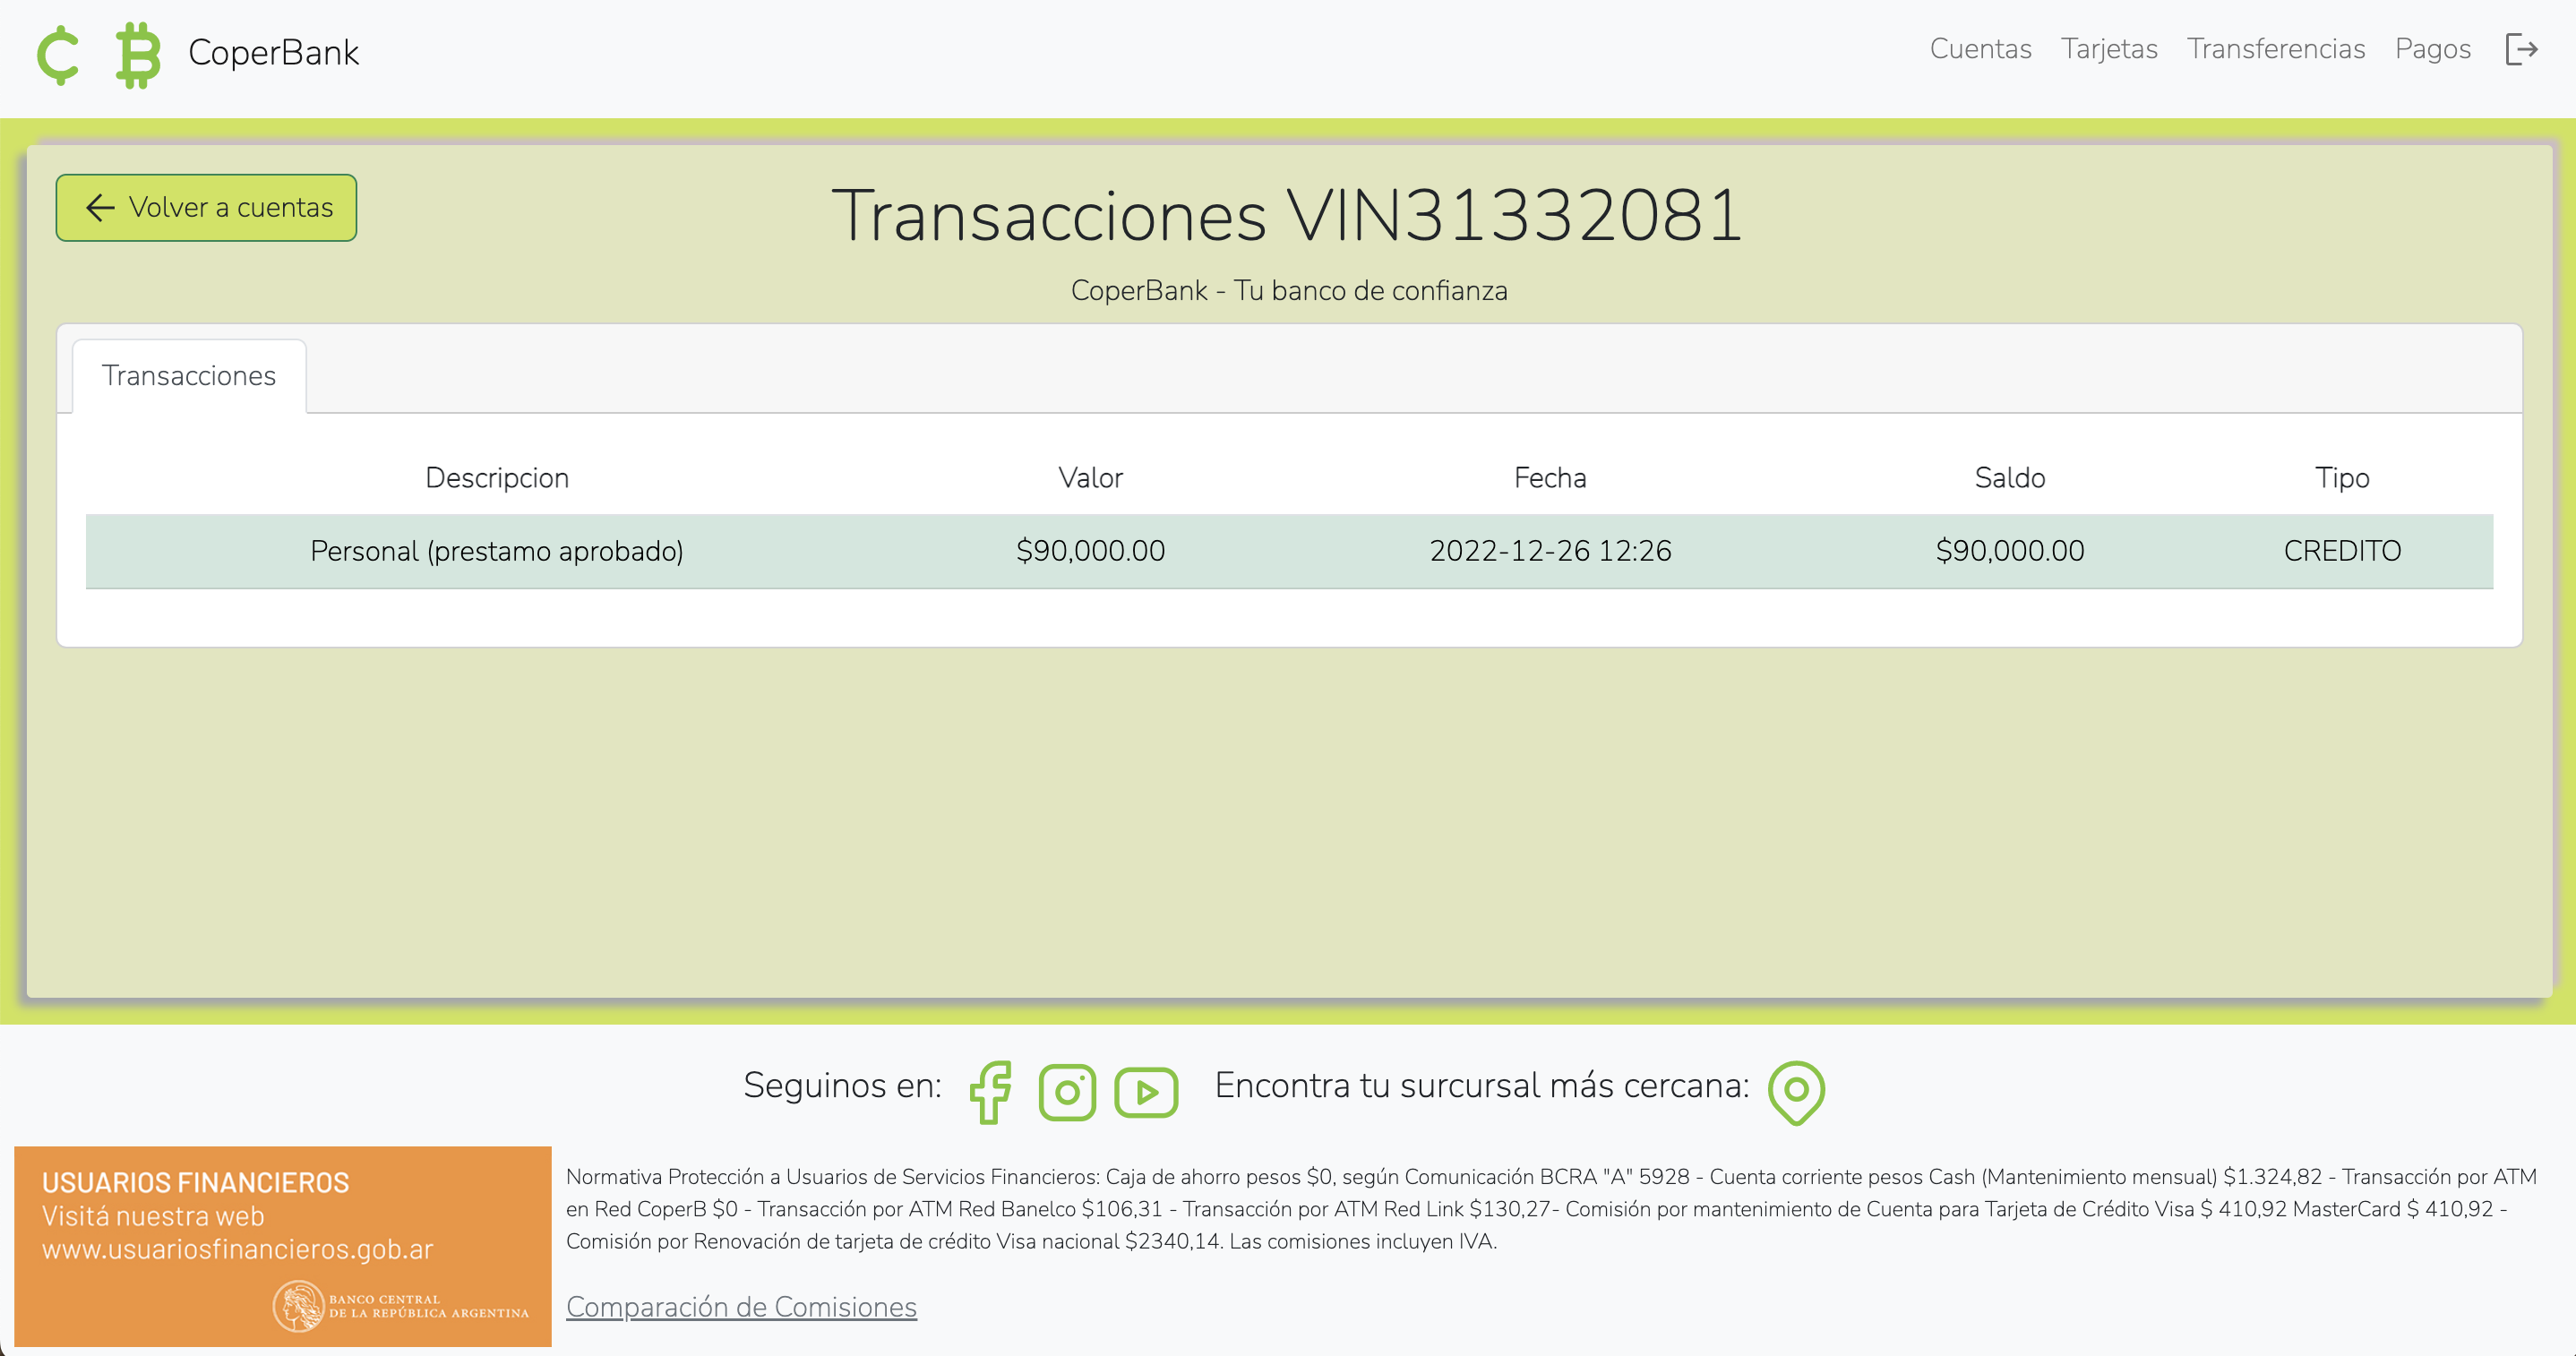 CoperBank
Cuentas Tarjetas Transferencias Pagos
Volver a cuentas
Transacciones VIN31332081
CoperBank - Tu banco de confianza
Transacciones
Descripcion Valor Fecha Saldo Tipo
Personal (prestamo aprobado) $90,000.00 2022-12-26 12:26 $90,000.00 CREDITO
Seguinos en: Encontra tu surcursal más cercana:
USUARIOS FINANCIEROS
Visitá nuestra web
www.usuariosfinancieros.gob.ar
BANCO CENTRAL
DE LA REPÚBLICA ARGENTINA
Normativa Protección a Usuarios de Servicios Financieros: Caja de ahorro pesos $0, según Comunicación BCRA "A" 5928 - Cuenta corriente pesos Cash (Mantenimiento mensual) $1.324,82 - Transacción por ATM
en Red CoperB $0 - Transacción por ATM Red Banelco $106,31 - Transacción por ATM Red Link $130,27- Comisión por mantenimiento de Cuenta para Tarjeta de Crédito Visa $ 410,92 MasterCard $ 410,92 -
Comisión por Renovación de tarjeta de crédito Visa nacional $2340,14. Las comisiones incluyen IVA.
Comparación de Comisiones